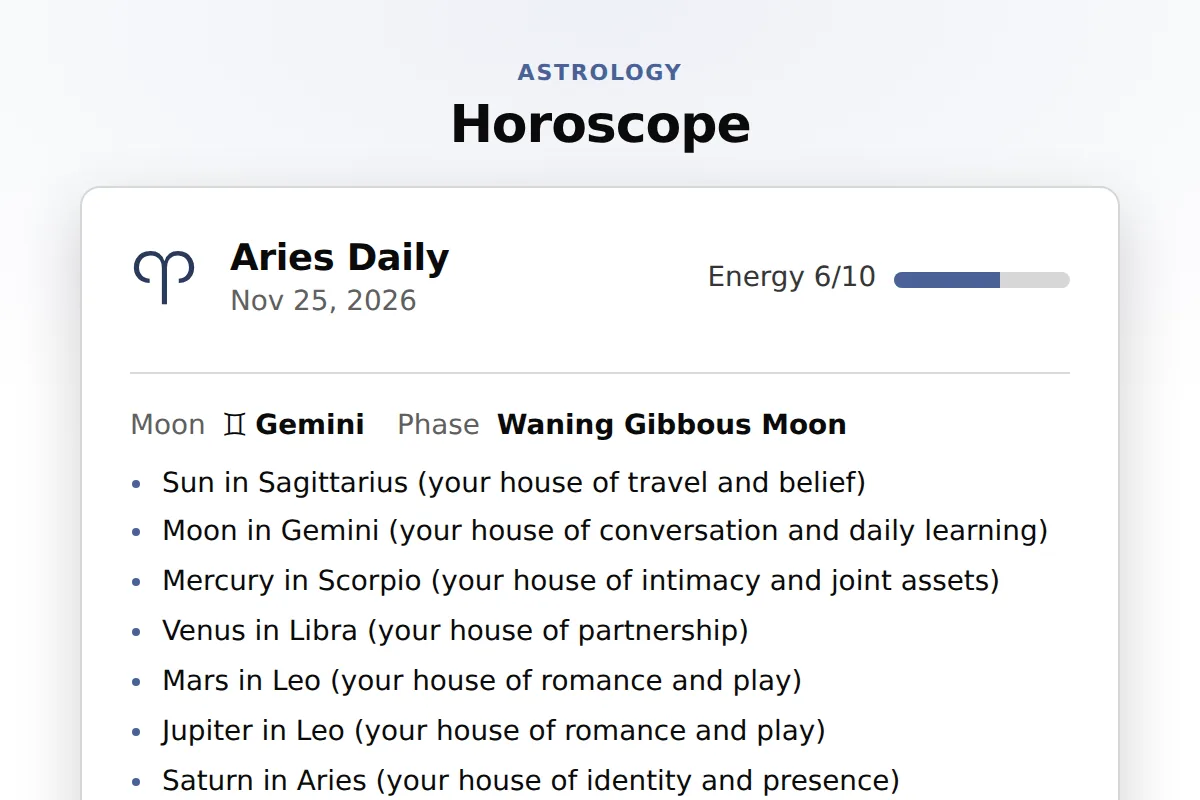 ASTROLOGY
Horoscope
♈ Aries Daily
Nov 25, 2026
Energy 6/10
Moon ♊ Gemini Phase Waning Gibbous Moon
• Sun in Sagittarius (your house of travel and belief)
• Moon in Gemini (your house of conversation and daily learning)
• Mercury in Scorpio (your house of intimacy and joint assets)
• Venus in Libra (your house of partnership)
• Mars in Leo (your house of romance and play)
• Jupiter in Leo (your house of romance and play)
• Saturn in Aries (your house of identity and presence)